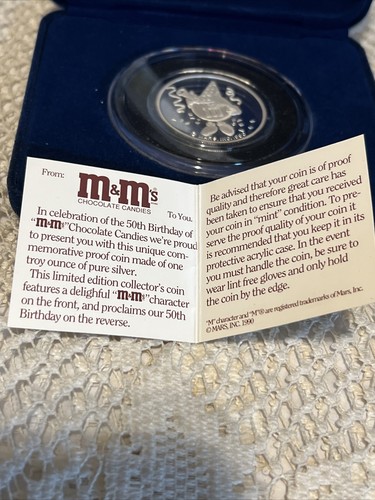 From:
m&m's
CHOCOLATE CANDIES
To You.
In celebration of the 50th Birthday of
"m&m's" Chocolate Candies we're proud
to present you with this unique com-
memorative proof coin made of one
troy ounce of pure silver.
This limited edition collector's coin
features a delighful "m&m's" character
on the front, and proclaims our 50th
Birthday on the reverse.
Be advised that your coin is of proof
quality and therefore great care has
been taken to ensure that you received
your coin in "mint" condition. To pre-
serve the proof quality of your coin it
is recommended that you keep it in its
protective acrylic case. In the event
you must handle the coin, be sure to
wear lint free gloves and only hold
the coin by the edge.
"M" character and "M"® are registered trademarks of Mars, Inc.
© MARS, INC. 1990